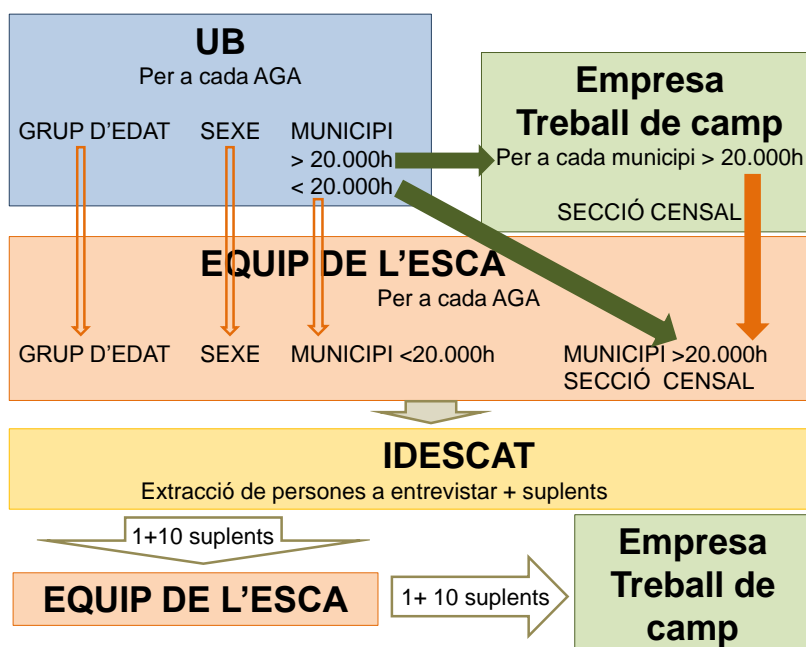 UB
Per a cada AGA
GRUP D'EDAT SEXE MUNICIPI
> 20.000h
< 20.000h
Empresa
Treball de camp
Per a cada municipi > 20.000h
SECCIÓ CENSAL
EQUIP DE L'ESCA
Per a cada AGA
GRUP D'EDAT SEXE MUNICIPI <20.000h MUNICIPI >20.000h
SECCIÓ CENSAL
IDESCAT
Extracció de persones a entrevistar + suplents
1+10 suplents
EQUIP DE L'ESCA
1+ 10 suplents
Empresa
Treball de
camp